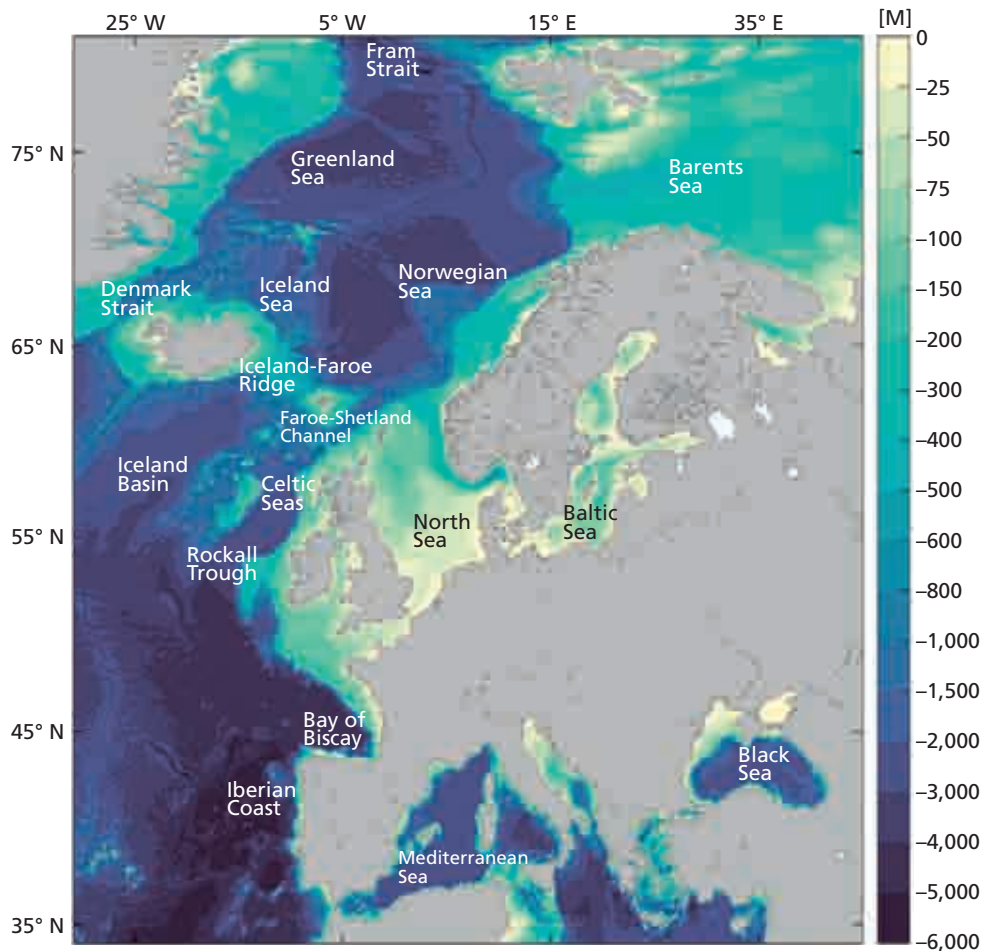 25° W
5° W
15° E
35° E
[M]
Fram
Strait
Greenland
Sea
Barents
Sea
Norwegian
Sea
Iceland
Sea
Denmark
Strait
Iceland-Faroe
Ridge
Faroe-Shetland
Channel
Iceland
Basin
Celtic
Seas
North
Sea
Baltic
Sea
Rockall
Trough
Bay of
Biscay
Iberian
Coast
Black
Sea
Mediterranean
Sea
75° N
65° N
55° N
45° N
35° N
0
–25
–50
–75
–100
–150
–200
–300
–400
–500
–600
–800
–1,000
–1,500
–2,000
–3,000
–4,000
–5,000
–6,000